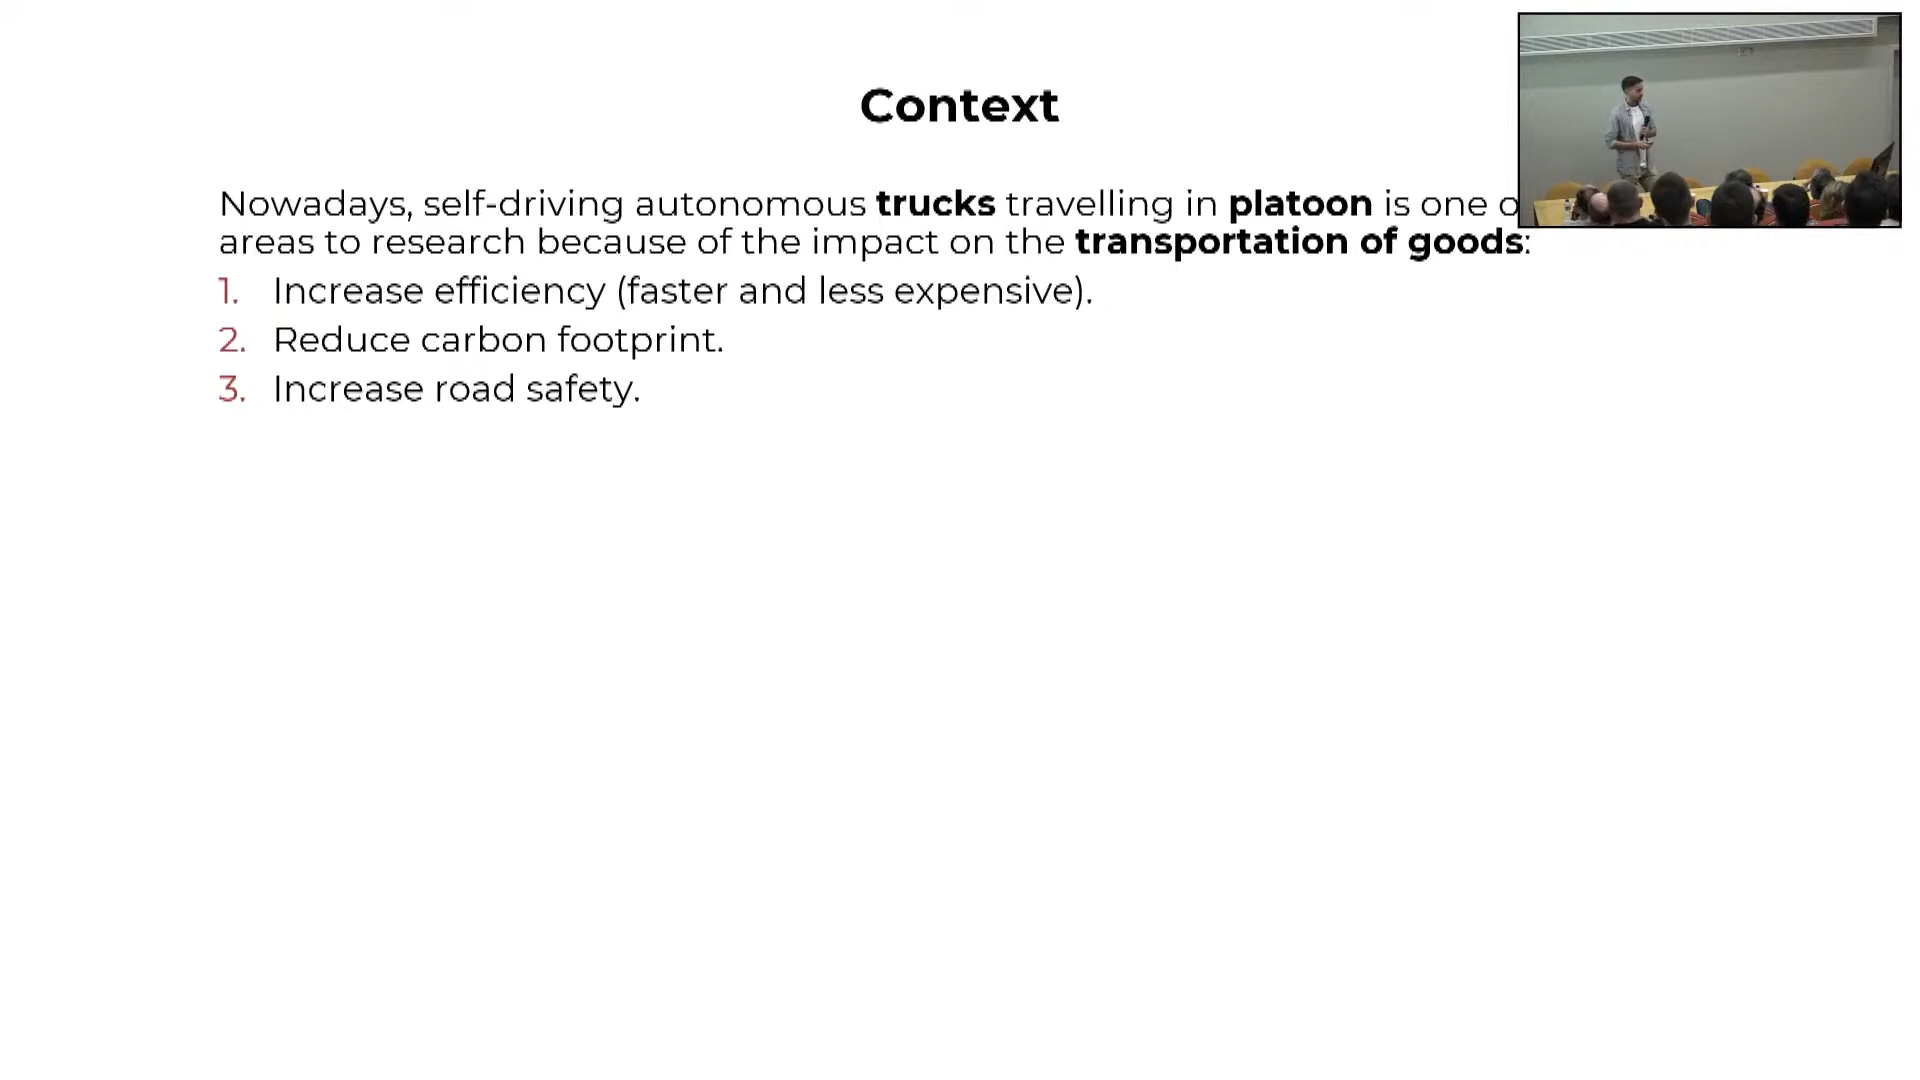 Context
Nowadays, self-driving autonomous trucks travelling in platoon is one
areas to research because of the impact on the transportation of goods:
1. Increase efficiency (faster and less expensive).
2. Reduce carbon footprint.
3. Increase road safety.